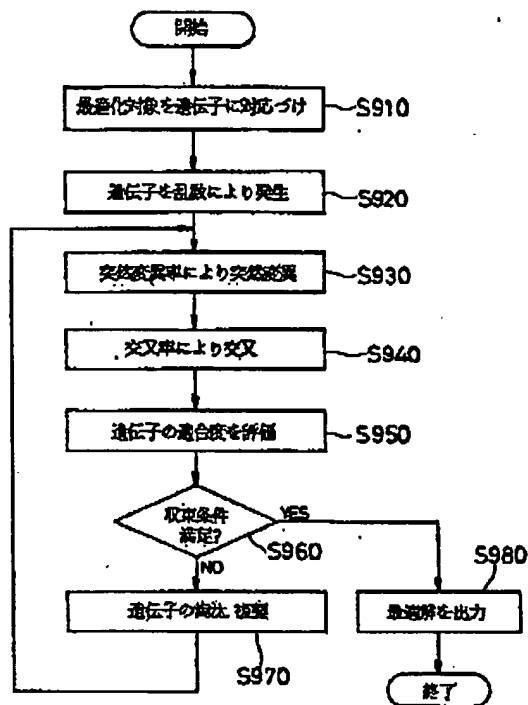 開始
最適化対象を遺伝子に対応づけ
S910
遺伝子を乱数により発生
S920
突然変異率により突然変異
S930
交叉率により交叉
S940
遺伝子の適合度を評価
S950
収束条件
満足?
YES
S960
NO
S980
遺伝子の淘汰、複製
最適解を出力
S970
終了